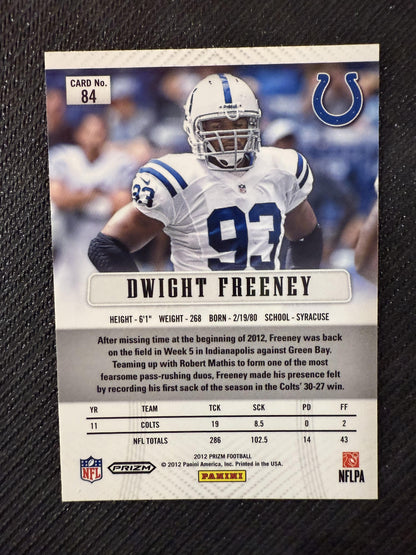 CARD No.
84
Riddell
93
93
DWIGHT FREENEY
HEIGHT - 6'1" WEIGHT - 268 BORN - 2/19/80 SCHOOL - SYRACUSE
After missing time at the beginning of 2012, Freeney was back
on the field in Week 5 in Indianapolis against Green Bay.
Teaming up with Robert Mathis to form one of the most
fearsome pass-rushing duos, Freeney made his presence felt
by recording his first sack of the season in the Colts' 30-27 win.
YR TEAM TCK SCK PD FF
11 COLTS 19 8.5 0 2
NFL TOTALS 286 102.5 14 43
2012 PRIZM FOOTBALL
© 2012 Panini America, Inc. Printed in the USA.
NFL PRIZM PANINI NFLPA